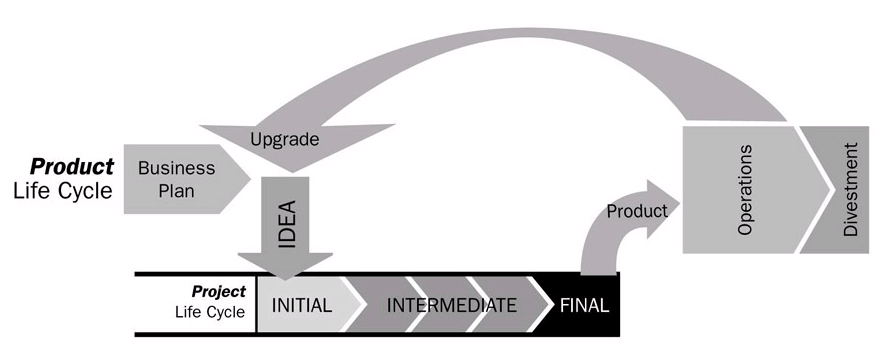 Upgrade
Product
Life Cycle
Business
Plan
IDEA
Product
Operations
Divestment
Project
Life Cycle
INITIAL
INTERMEDIATE
FINAL